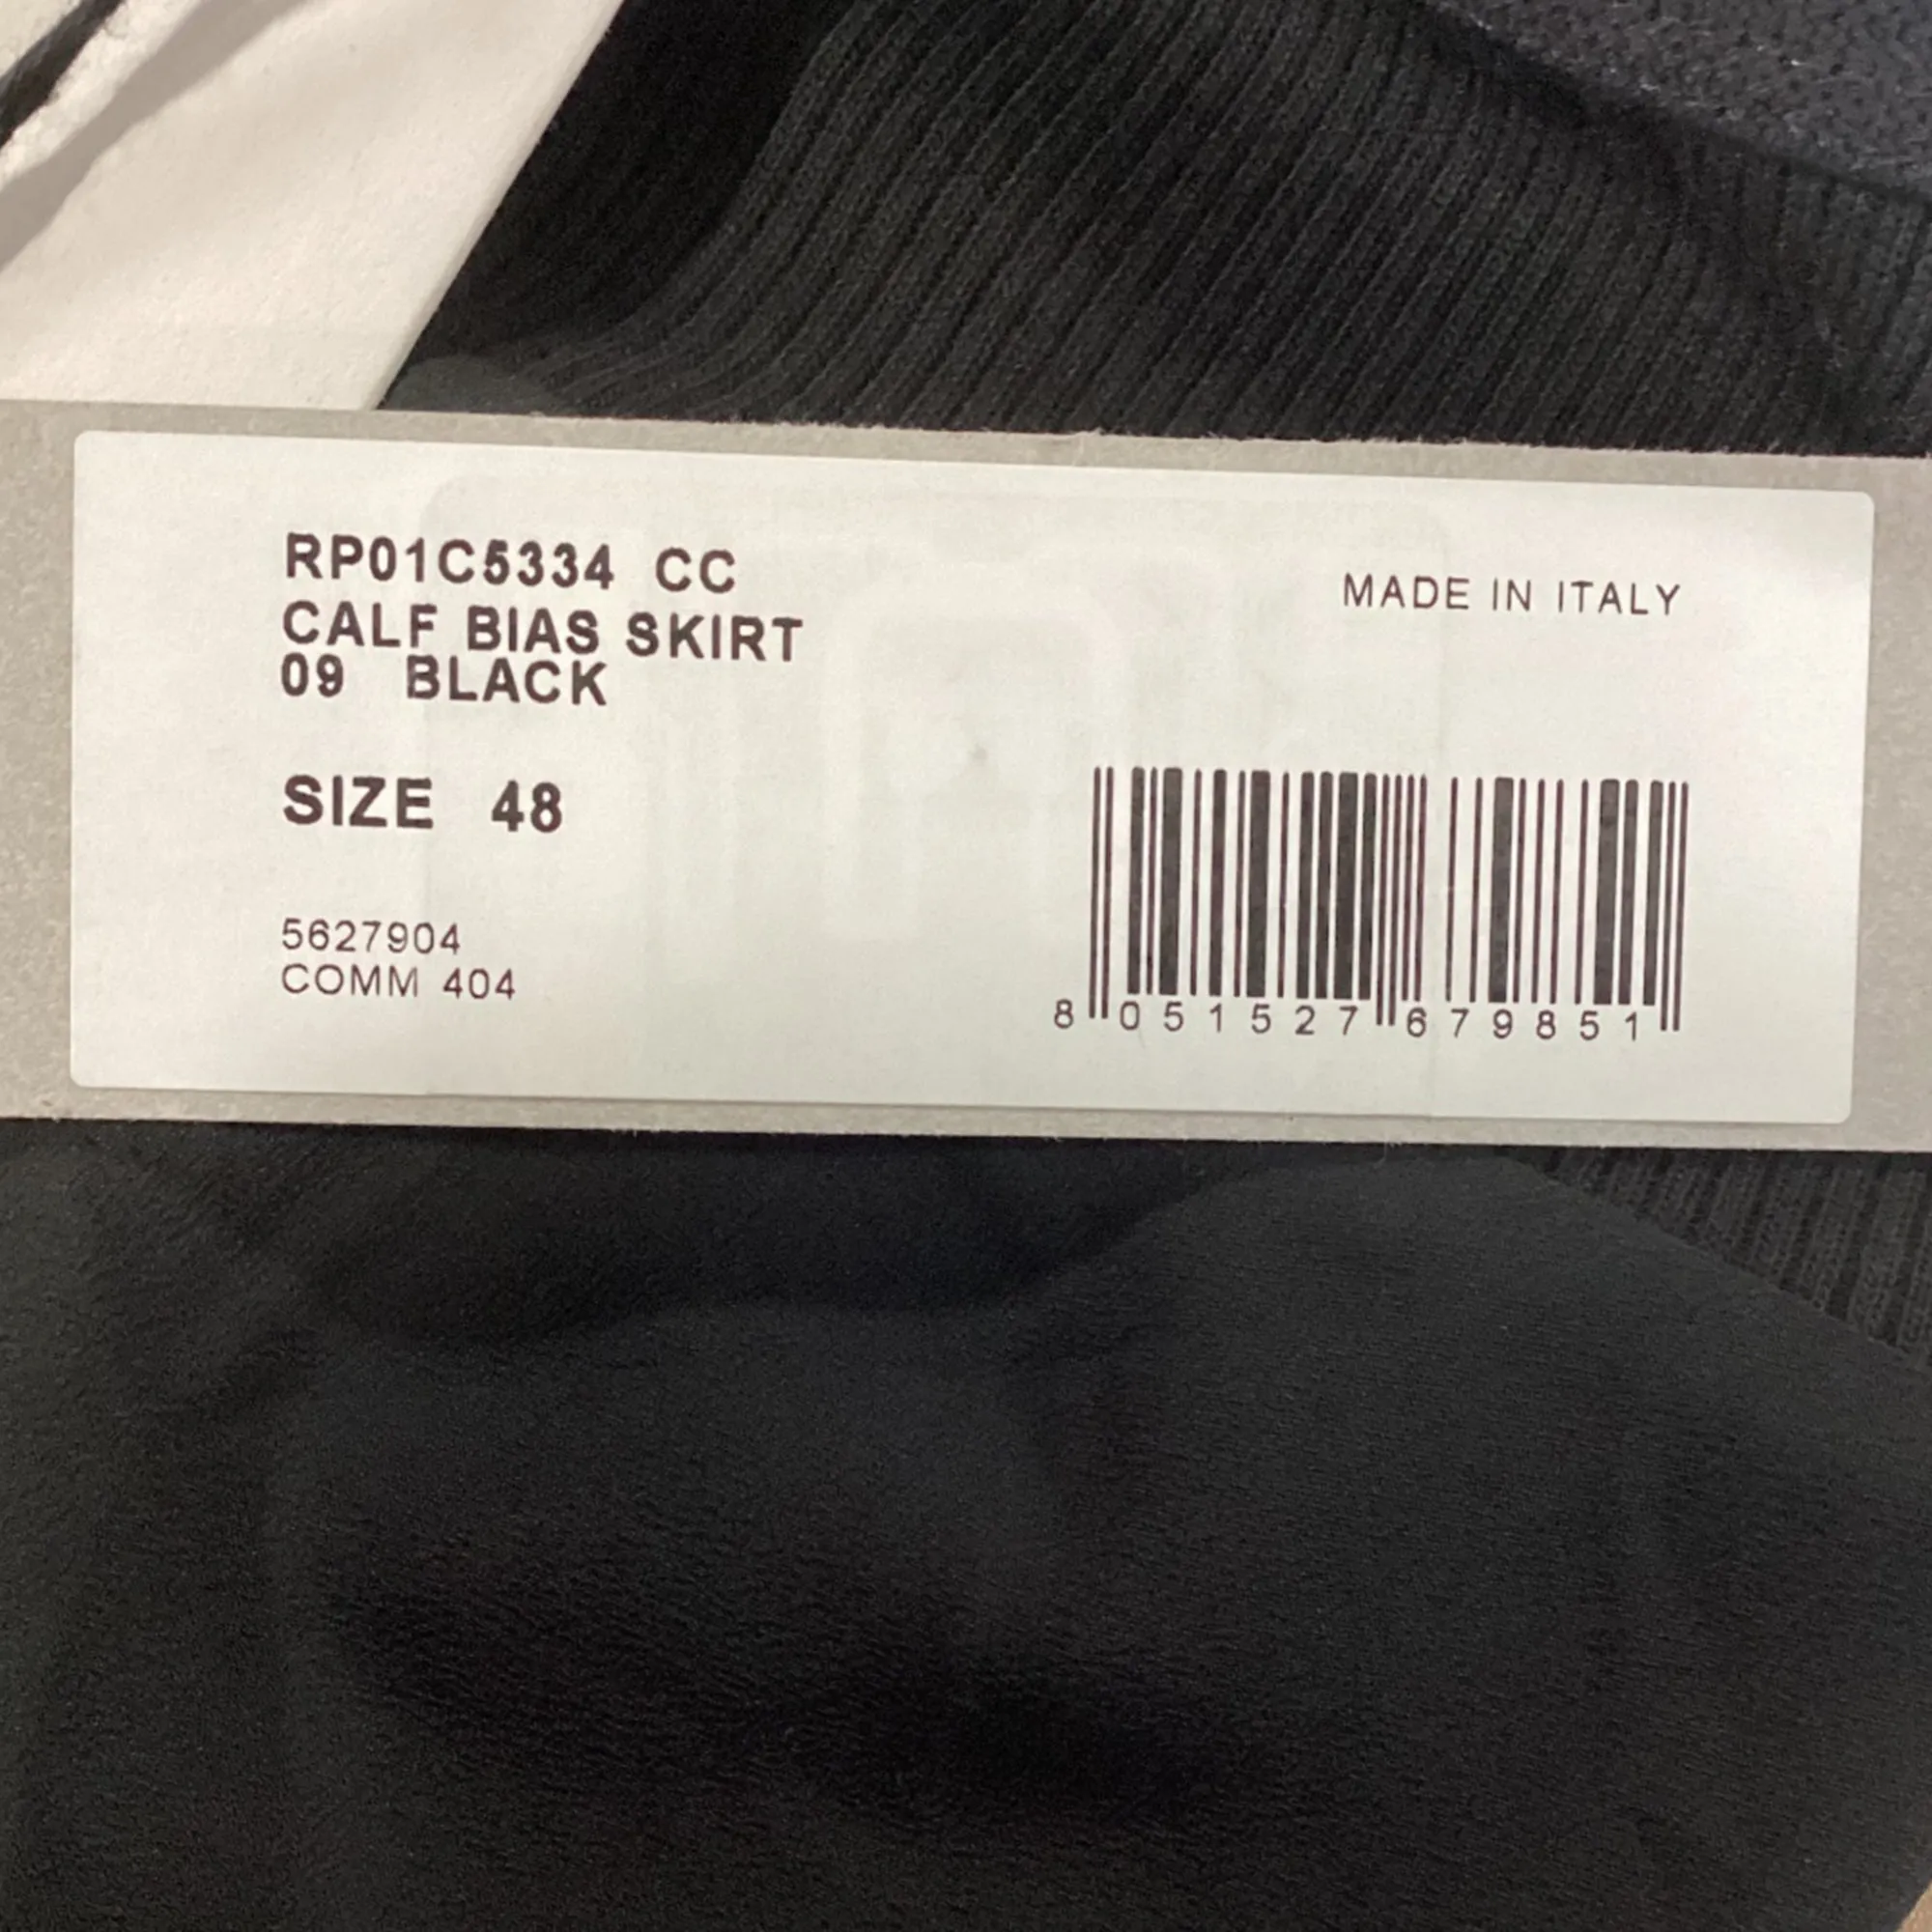 RP01C5334 CC
CALF BIAS SKIRT
09 BLACK
MADE IN ITALY
SIZE 48
5627904
COMM 404
8 051527 679851